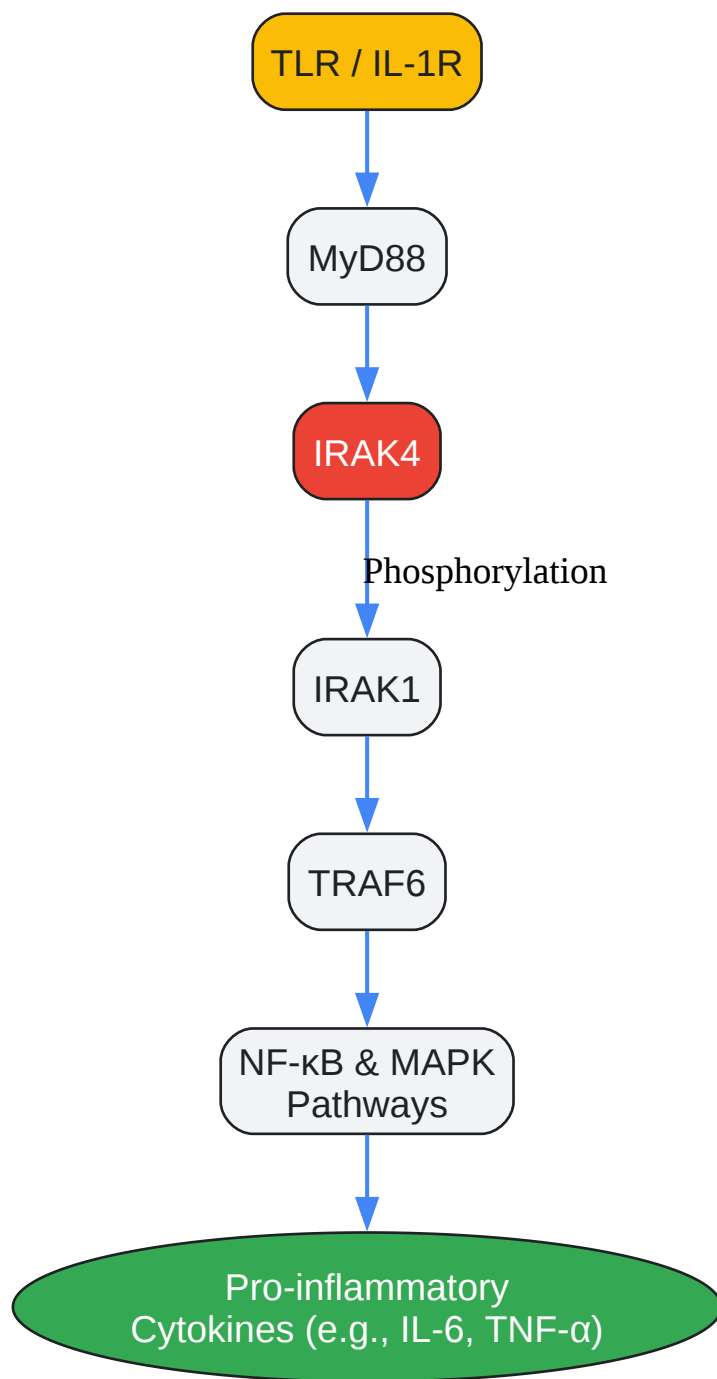 TLR / IL-1R
MyD88
IRAK4
Phosphorylation
IRAK1
TRAF6
NF-κB & MAPK
Pathways
Pro-inflammatory
Cytokines (e.g., IL-6, TNF-α)